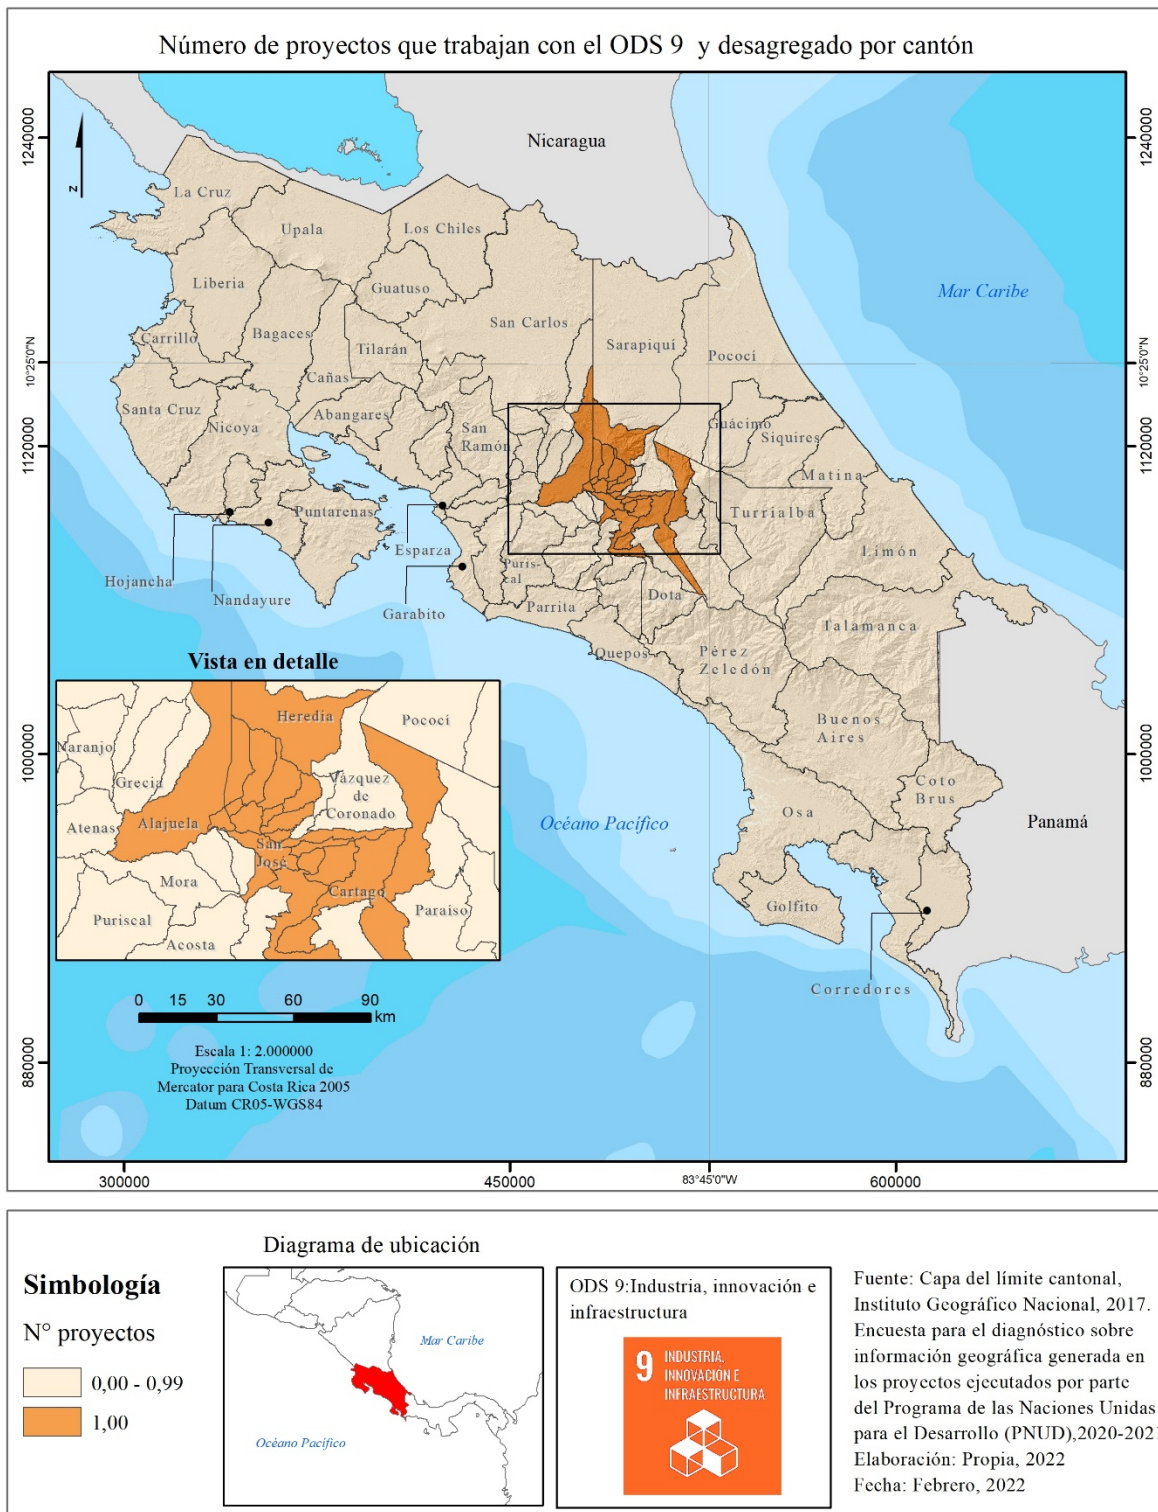 Número de proyectos que trabajan con el ODS 9 y desagregado por cantón
1240000
1240000
Nicaragua
N
La Cruz
Upala
Los Chiles
Liberia
Guatuso
Mar Caribe
San Carlos
Carrillo
Bagaces
Tilarán
Sarapiquí
Pococí
10°25'0"N
10°25'0"N
Cañas
Santa Cruz
Abangares
Nicoya
San
Ramón
Guácimo
Siquires
1120000
1120000
Matina
Puntarenas
Turrialba
Esparza
Limón
Puris-
cal
Hojancha
Nandayure
Garabito
Parrita
Dota
Talamanca
Quepos
Pérez
Zeledón
Vista en detalle
Heredia
Pococí
Naranjo
Grecia
Vázquez
de
Coronado
Atenas
Alajuela
San
José
Mora
Cartago
Puriscal
Paraíso
Acosta
Buenos
Aires
1000000
1000000
Coto
Brus
Océano Pacífico
Osa
Panamá
Golfito
Corredores
0 15 30 60 90
km
Escala 1: 2.000000
Proyección Transversal de
Mercator para Costa Rica 2005
Datum CR05-WGS84
880000
880000
300000
450000
83°45'0"W
600000
Simbología
N° proyectos
0,00 - 0,99
1,00
Diagrama de ubicación
Mar Caribe
Océano Pacífico
ODS 9:Industria, innovación e
infraestructura
9 INDUSTRIA,
INNOVACIÓN E
INFRAESTRUCTURA
Fuente: Capa del límite cantonal,
Instituto Geográfico Nacional, 2017.
Encuesta para el diagnóstico sobre
información geográfica generada en
los proyectos ejecutados por parte
del Programa de las Naciones Unidas
para el Desarrollo (PNUD),2020-2021
Elaboración: Propia, 2022
Fecha: Febrero, 2022